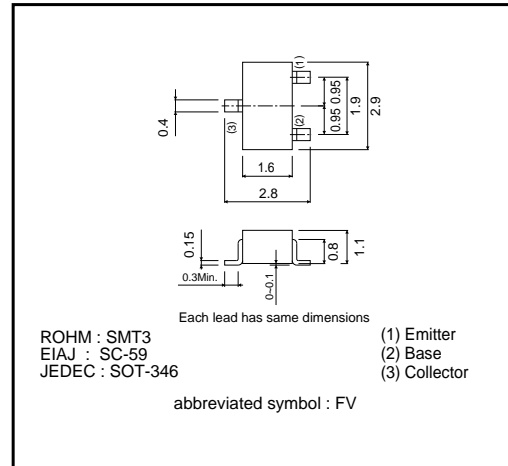 (1)
0.95 0.95
1.9
2.9
0.4
(3)
(2)
1.6
2.8
0.15
0.8
1.1
0.3Min.
0~0.1
Each lead has same dimensions
ROHM : SMT3
EIAJ : SC-59
JEDEC : SOT-346
(1) Emitter
(2) Base
(3) Collector
abbreviated symbol : FV